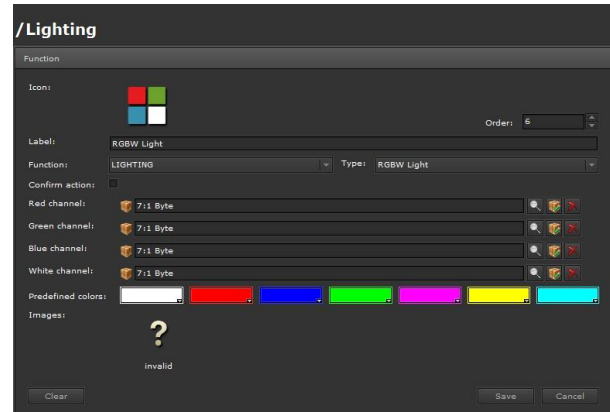 /Lighting
Function
Icon:
Order: 6
Label: RGBW Light
Function: LIGHTING Type: RGBW Light
Confirm action:
Red channel: 7:1 Byte
Green channel: 7:1 Byte
Blue channel: 7:1 Byte
White channel: 7:1 Byte
Predefined colors:
Images:
?
invalid
Clear Save Cancel